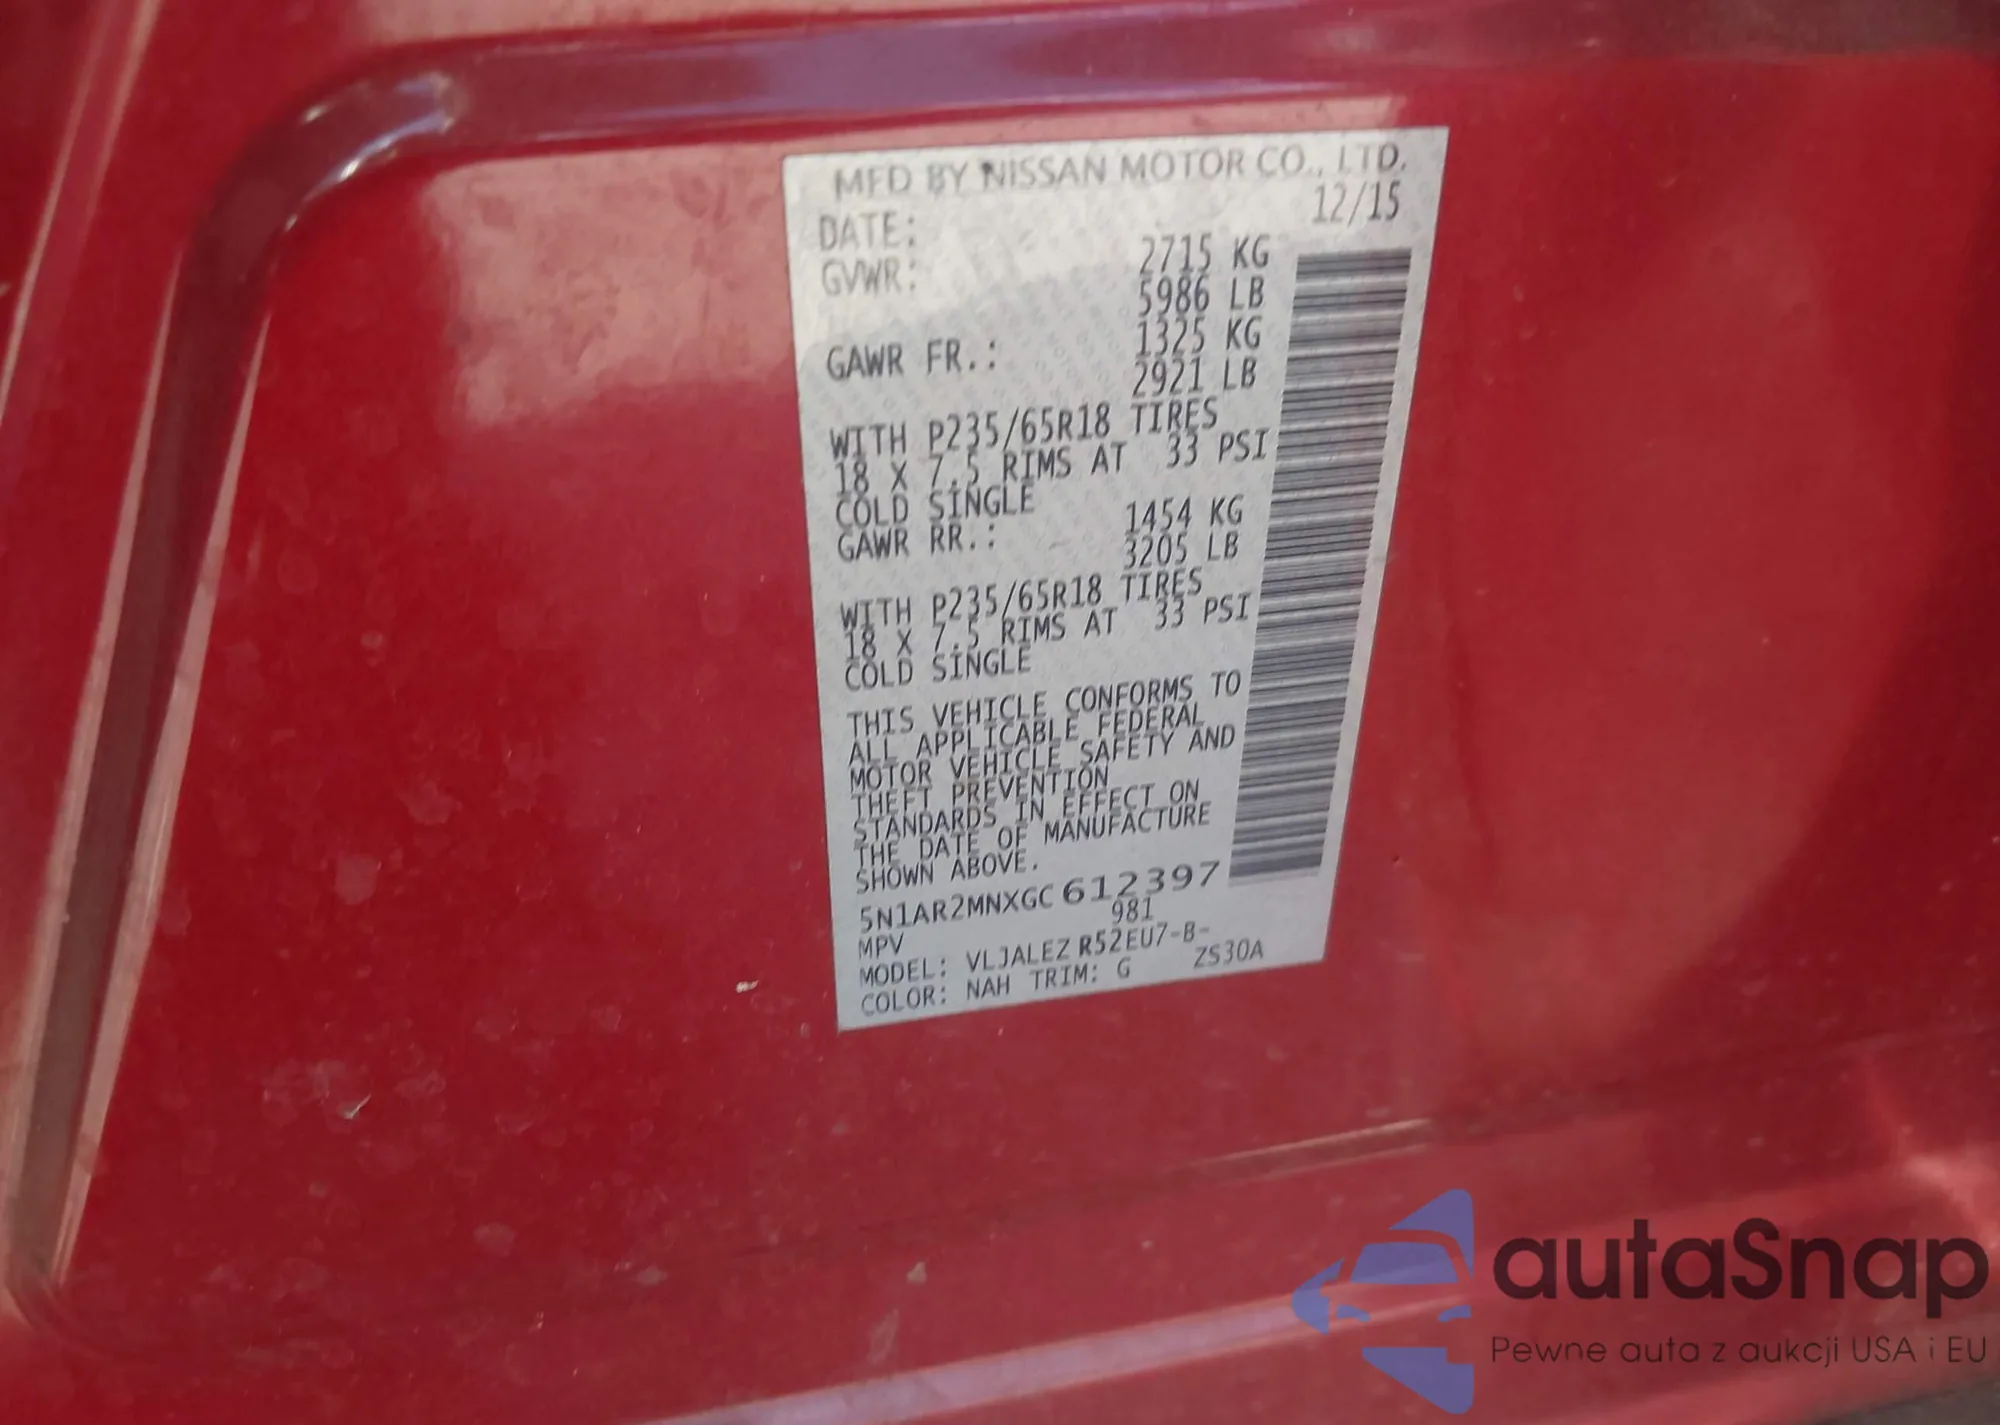 MFD BY NISSAN MOTOR CO., LTD.
DATE: 12/15
GVWR: 2715 KG
5986 LB
GAWR FR.: 1325 KG
2921 LB
WITH P235/65R18 TIRES
18 X 7.5 RIMS AT 33 PSI
COLD SINGLE
GAWR RR.: 1454 KG
3205 LB
WITH P235/65R18 TIRES
18 X 7.5 RIMS AT 33 PSI
COLD SINGLE
THIS VEHICLE CONFORMS TO
ALL APPLICABLE FEDERAL
MOTOR VEHICLE SAFETY AND
THEFT PREVENTION
STANDARDS IN EFFECT ON
THE DATE OF MANUFACTURE
SHOWN ABOVE.
5N1AR2MNXGC612397
MPV 981
MODEL: VLJALEZ R52EU7-B-
COLOR: NAH TRIM: G ZS30A
autaSnap
Pewne auta z aukcji USA i EU